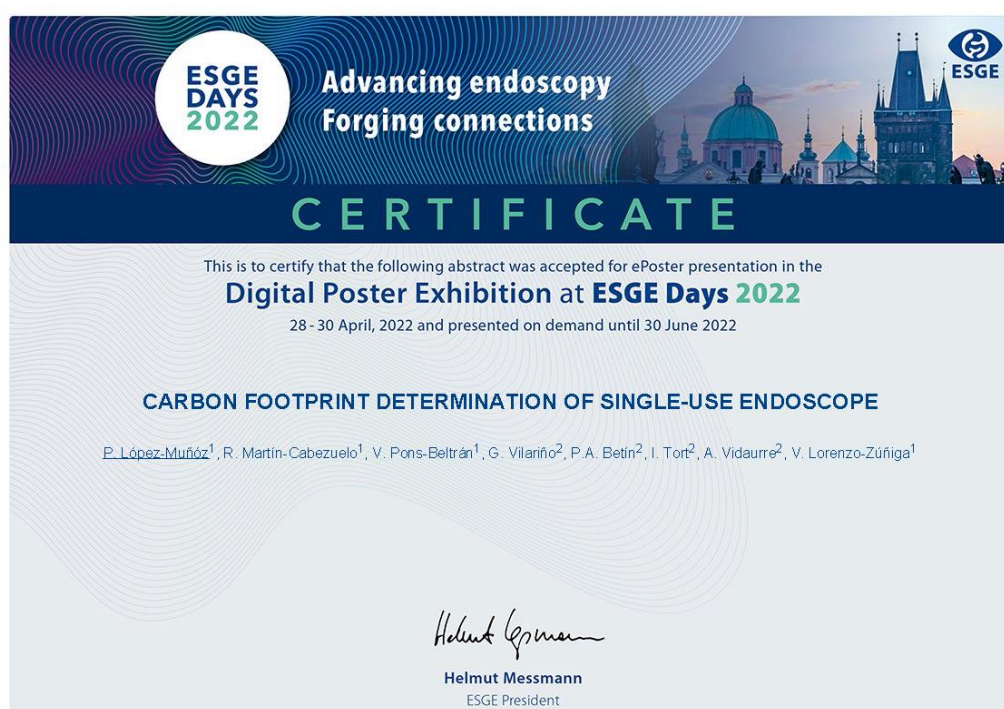 ESGE
DAYS
2022
Advancing endoscopy
Forging connections
ESGE
CERTIFICATE
This is to certify that the following abstract was accepted for ePoster presentation in the
Digital Poster Exhibition at ESGE Days 2022
28-30 April, 2022 and presented on demand until 30 June 2022
CARBON FOOTPRINT DETERMINATION OF SINGLE-USE ENDOSCOPE
P. López-Muñóz¹, R. Martín-Cabezuelo¹, V. Pons-Beltrán¹, G. Vilariño², P.A. Betín², I. Tort², A. Vidaurre², V. Lorenzo-Zúñiga¹
Helmut Messmann
ESGE President